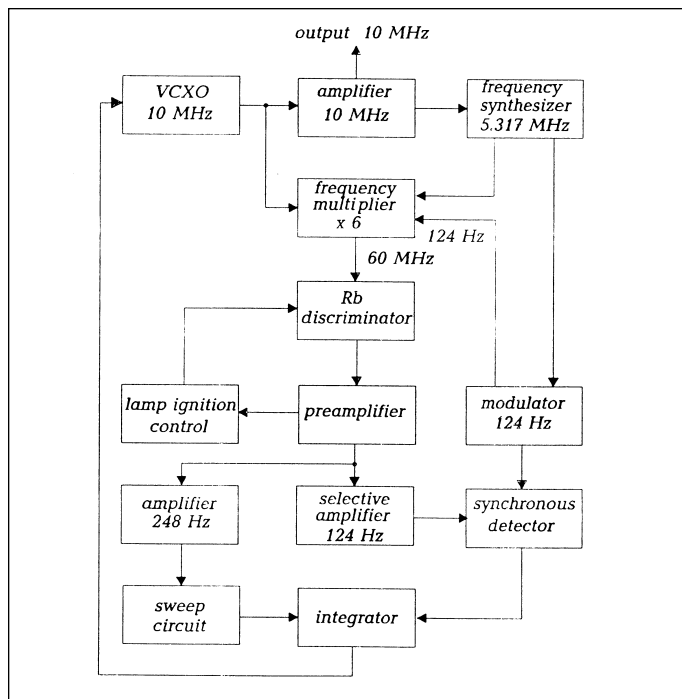 output 10 MHz
VCXO
10 MHz
amplifier
10 MHz
frequency
synthesizer
5.317 MHz
frequency
multiplier
x 6
124 Hz
60 MHz
Rb
discriminator
lamp ignition
control
preamplifier
modulator
124 Hz
amplifier
248 Hz
selective
amplifier
124 Hz
synchronous
detector
sweep
circuit
integrator